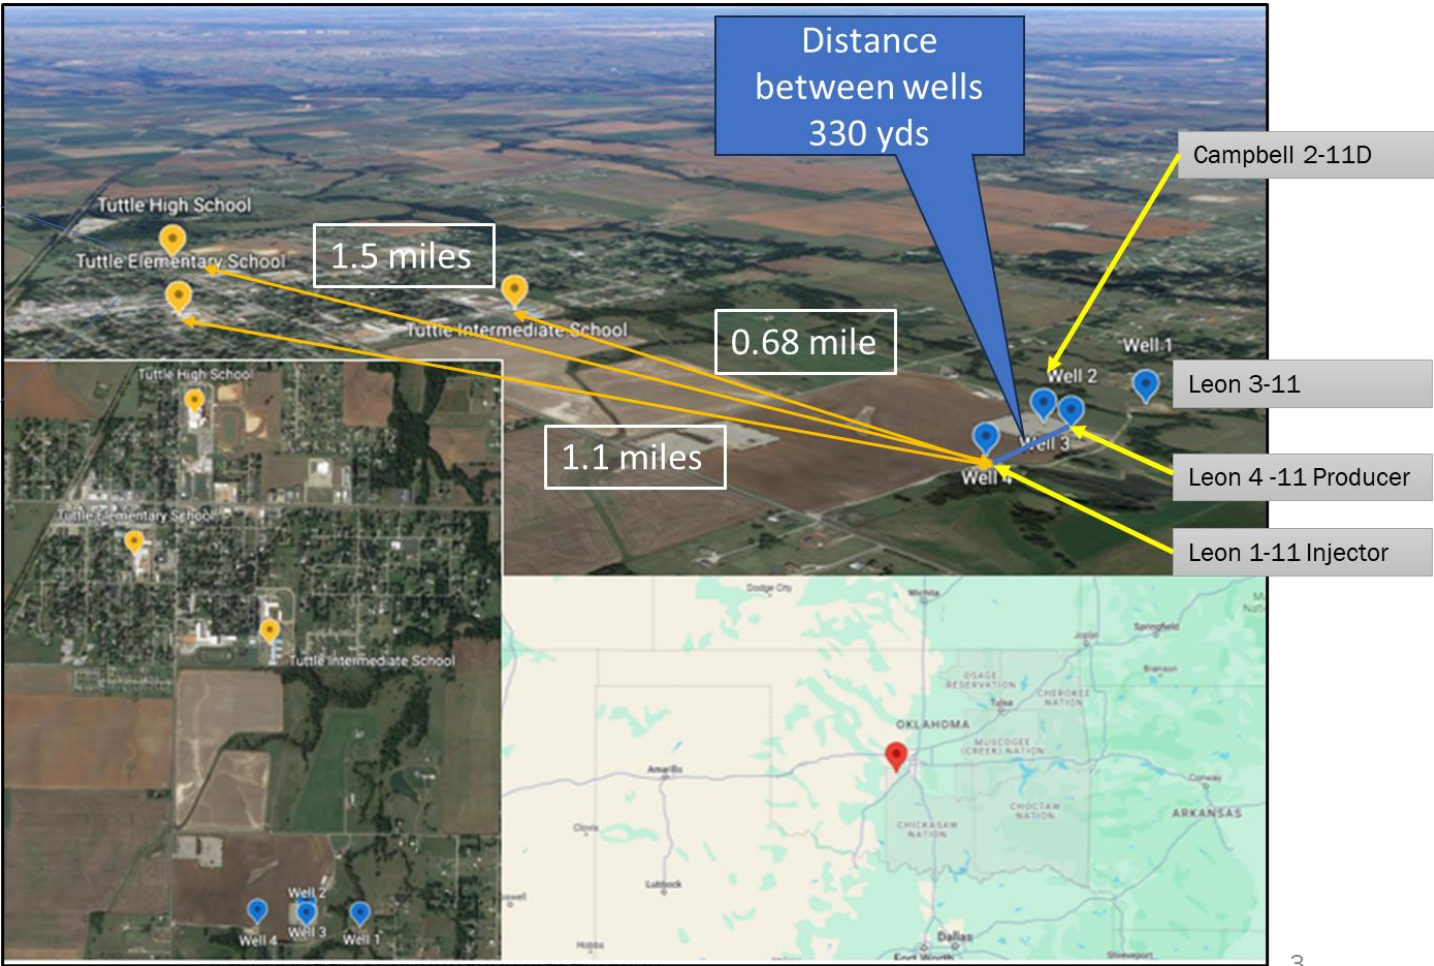 Distance
between wells
330 yds
Campbell 2-11D
Tuttle High School
Tuttle Elementary School
1.5 miles
Tuttle Intermediate School
0.68 mile
Well 1
Well 2
Leon 3-11
Well 3
1.1 miles
Well 4
Leon 4 -11 Producer
Leon 1-11 Injector
Tuttle High School
Tuttle Elementary School
Tuttle Intermediate School
Well 2
Well 3
Well 4
Well 1
Dodge City
Wichita
Joplin
Springfield
Branson
OSAGE
RESERVATION
CHEROKEE
NATION
Tulsa
OKLAHOMA
MUSCOGEE
(CREEK) NATION
Amarillo
Conway
CHOCTAW
NATION
ARKANSAS
CHICKASAW
NATION
Clovis
Lubbock
Hobbs
Dallas
Fort Worth
Shreveport
3